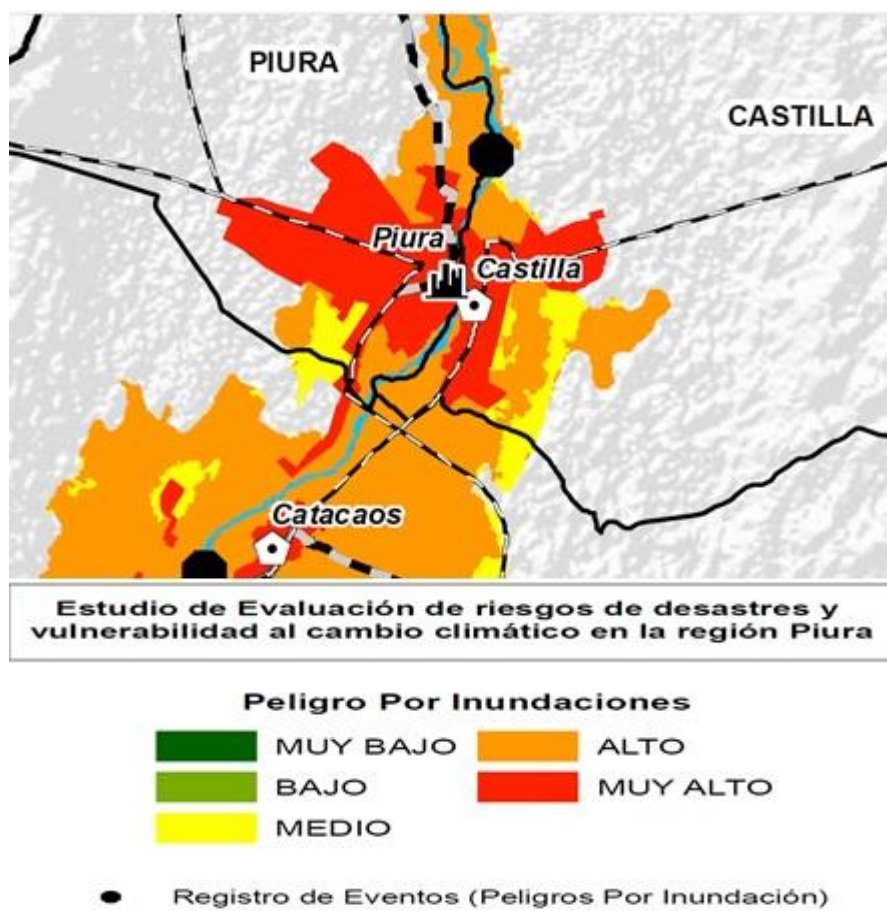 PIURA
CASTILLA
Piura
Castilla
Catacaos
Estudio de Evaluación de riesgos de desastres y
vulnerabilidad al cambio climático en la región Piura
Peligro Por Inundaciones
MUY BAJO
ALTO
BAJO
MUY ALTO
MEDIO
Registro de Eventos (Peligros Por Inundación)